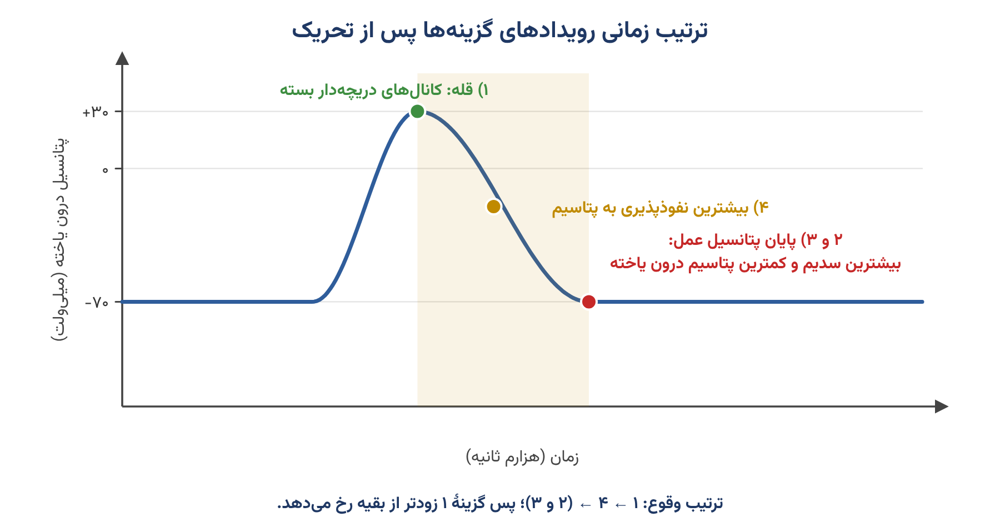 ترتیب زمانی رویدادهای گزینه‌ها پس از تحریک
۱) قله: کانال‌های دریچه‌دار بسته
+۳۰
۰
−۷۰
پتانسیل درون یاخته (میلی‌ولت)
۴) بیشترین نفوذپذیری به پتاسیم
۲ و ۳) پایان پتانسیل عمل:
بیشترین سدیم و کمترین پتاسیم درون یاخته
زمان (هزارم ثانیه)
ترتیب وقوع: ۱ ← ۴ ← (۲ و ۳)؛ پس گزینهٔ ۱ زودتر از بقیه رخ می‌دهد.